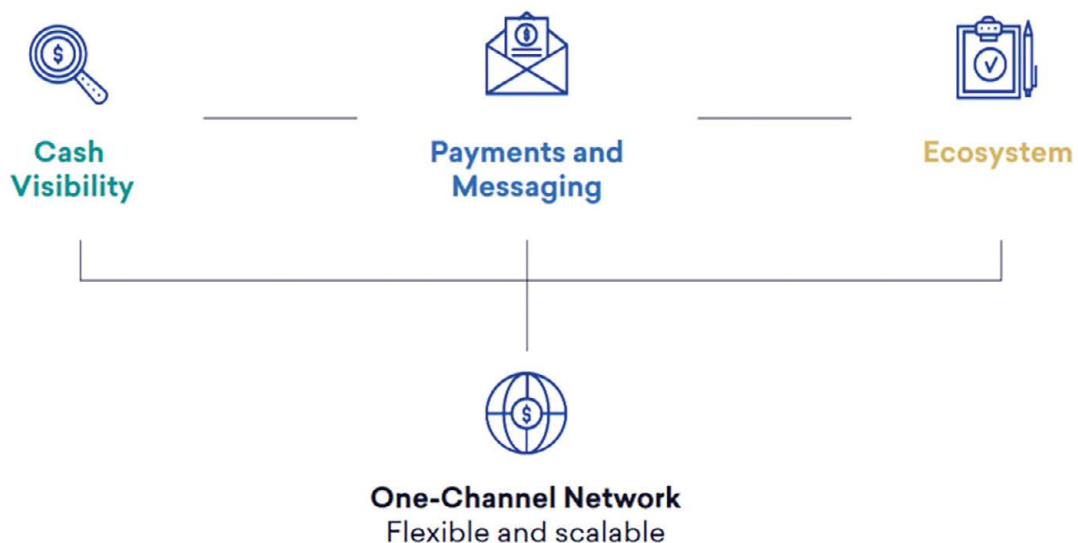 Cash
Visibility
Payments and
Messaging
Ecosystem
One-Channel Network
Flexible and scalable